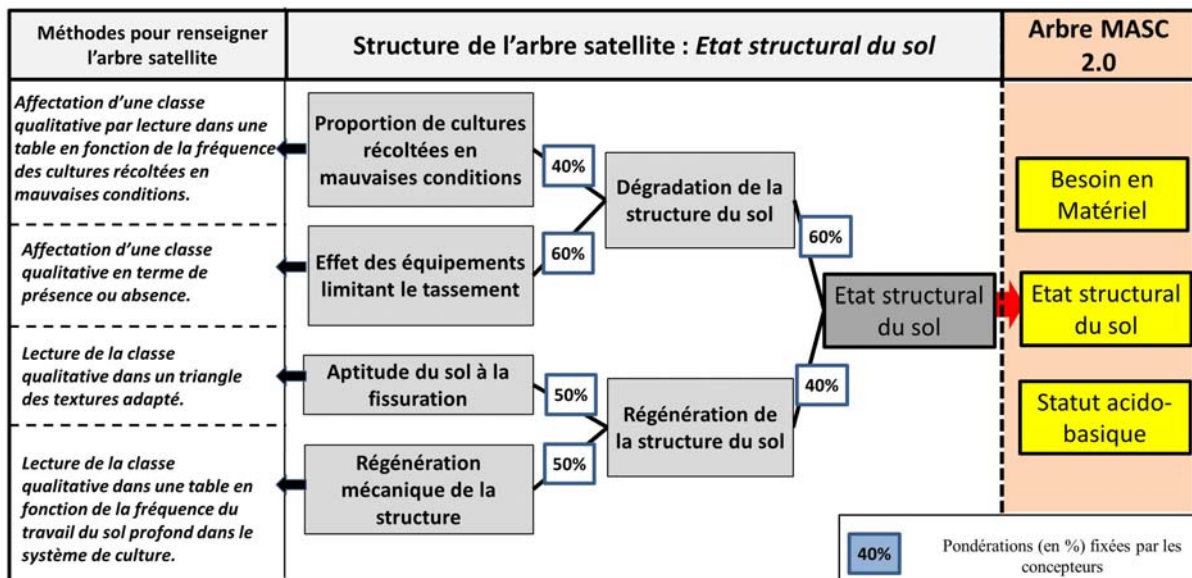 Méthodes pour renseigner
l’arbre satellite
Structure de l’arbre satellite : Etat structural du sol
Arbre MASC
2.0
Affectation d’une classe
qualitative par lecture dans une
table en fonction de la fréquence
des cultures récoltées en
mauvaises conditions.
Proportion de cultures
récoltées en
mauvaises conditions
40%
Dégradation de la
structure du sol
60%
Besoin en
Matériel
Affectation d’une classe
qualitative en terme de
présence ou absence.
Effet des équipements
limitant le tassement
60%
Etat structural
du sol
Etat structural
du sol
Lecture de la classe
qualitative dans un triangle
des textures adapté.
Aptitude du sol à la
fissuration
50%
Régénération de
la structure du sol
40%
Statut acido-
basique
Lecture de la classe
qualitative dans une table en
fonction de la fréquence du
travail du sol profond dans le
système de culture.
Régénération
mécanique de la
structure
50%
40%
Pondérations (en %) fixées par les
concepteurs